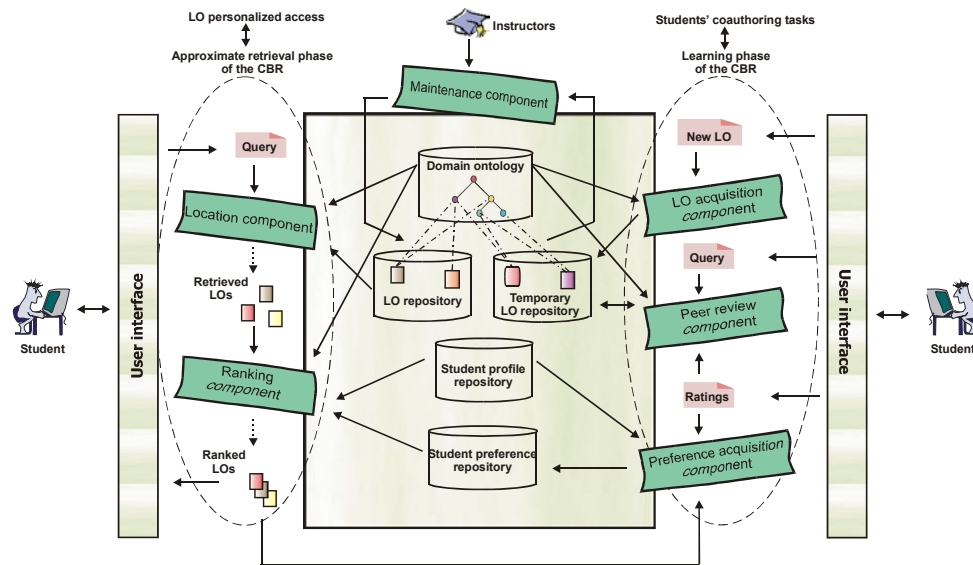 LO personalized access
Approximate retrieval phase
of the CBR
Instructors
Students' coauthoring tasks
Learning phase
of the CBR
Maintenance component
Query
Location component
Retrieved
LOs
Ranking
component
Ranked
LOs
Domain ontology
LO repository
Temporary
LO repository
Student profile
repository
Student preference
repository
New LO
LO acquisition
component
Query
Peer review
component
Ratings
Preference acquisition
component
User interface
User interface
Student
Student